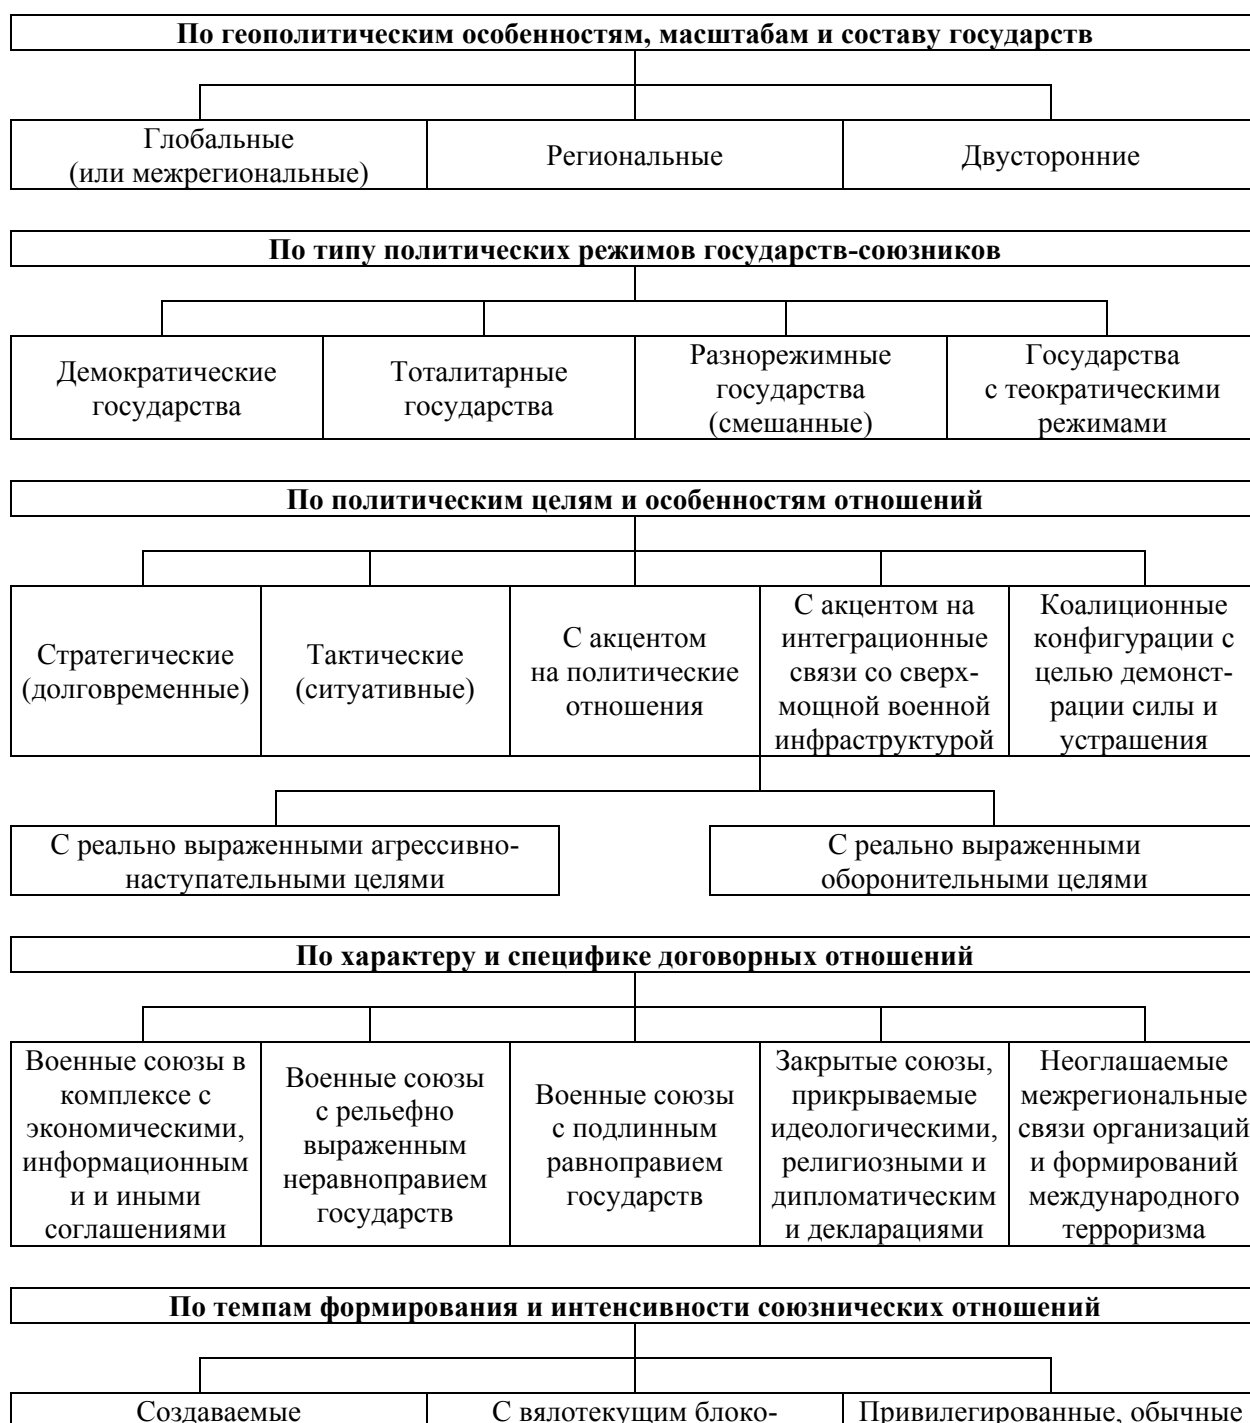 По геополитическим особенностям, масштабам и составу государств
Глобальные
(или межрегиональные)
Региональные
Двусторонние
По типу политических режимов государств-союзников
Демократические
государства
Тоталитарные
государства
Разнорежимные
государства
(смешанные)
Государства
с теократическими
режимами
По политическим целям и особенностям отношений
Стратегические
(долговременные)
Тактические
(ситуативные)
С акцентом
на политические
отношения
С акцентом на
интеграционные
связи со сверх-
мощной военной
инфраструктурой
Коалиционные
конфигурации с
целью демонст-
рации силы и
устрашения
С реально выраженными агрессивно-
наступательными целями
С реально выраженными
оборонительными целями
По характеру и специфике договорных отношений
Военные союзы в
комплексе с
экономическими,
информационным
и и иными
соглашениями
Военные союзы
с рельефно
выраженным
неравноправием
государств
Военные союзы
с подлинным
равноправием
государств
Закрытые союзы,
прикрываемые
идеологическими,
религиозными и
дипломатическим
и декларациями
Неоглашаемые
межрегиональные
связи организаций
и формирований
международного
терроризма
По темпам формирования и интенсивности союзнических отношений
Создаваемые
С вялотекущим блоко-
Привилегированные, обычные